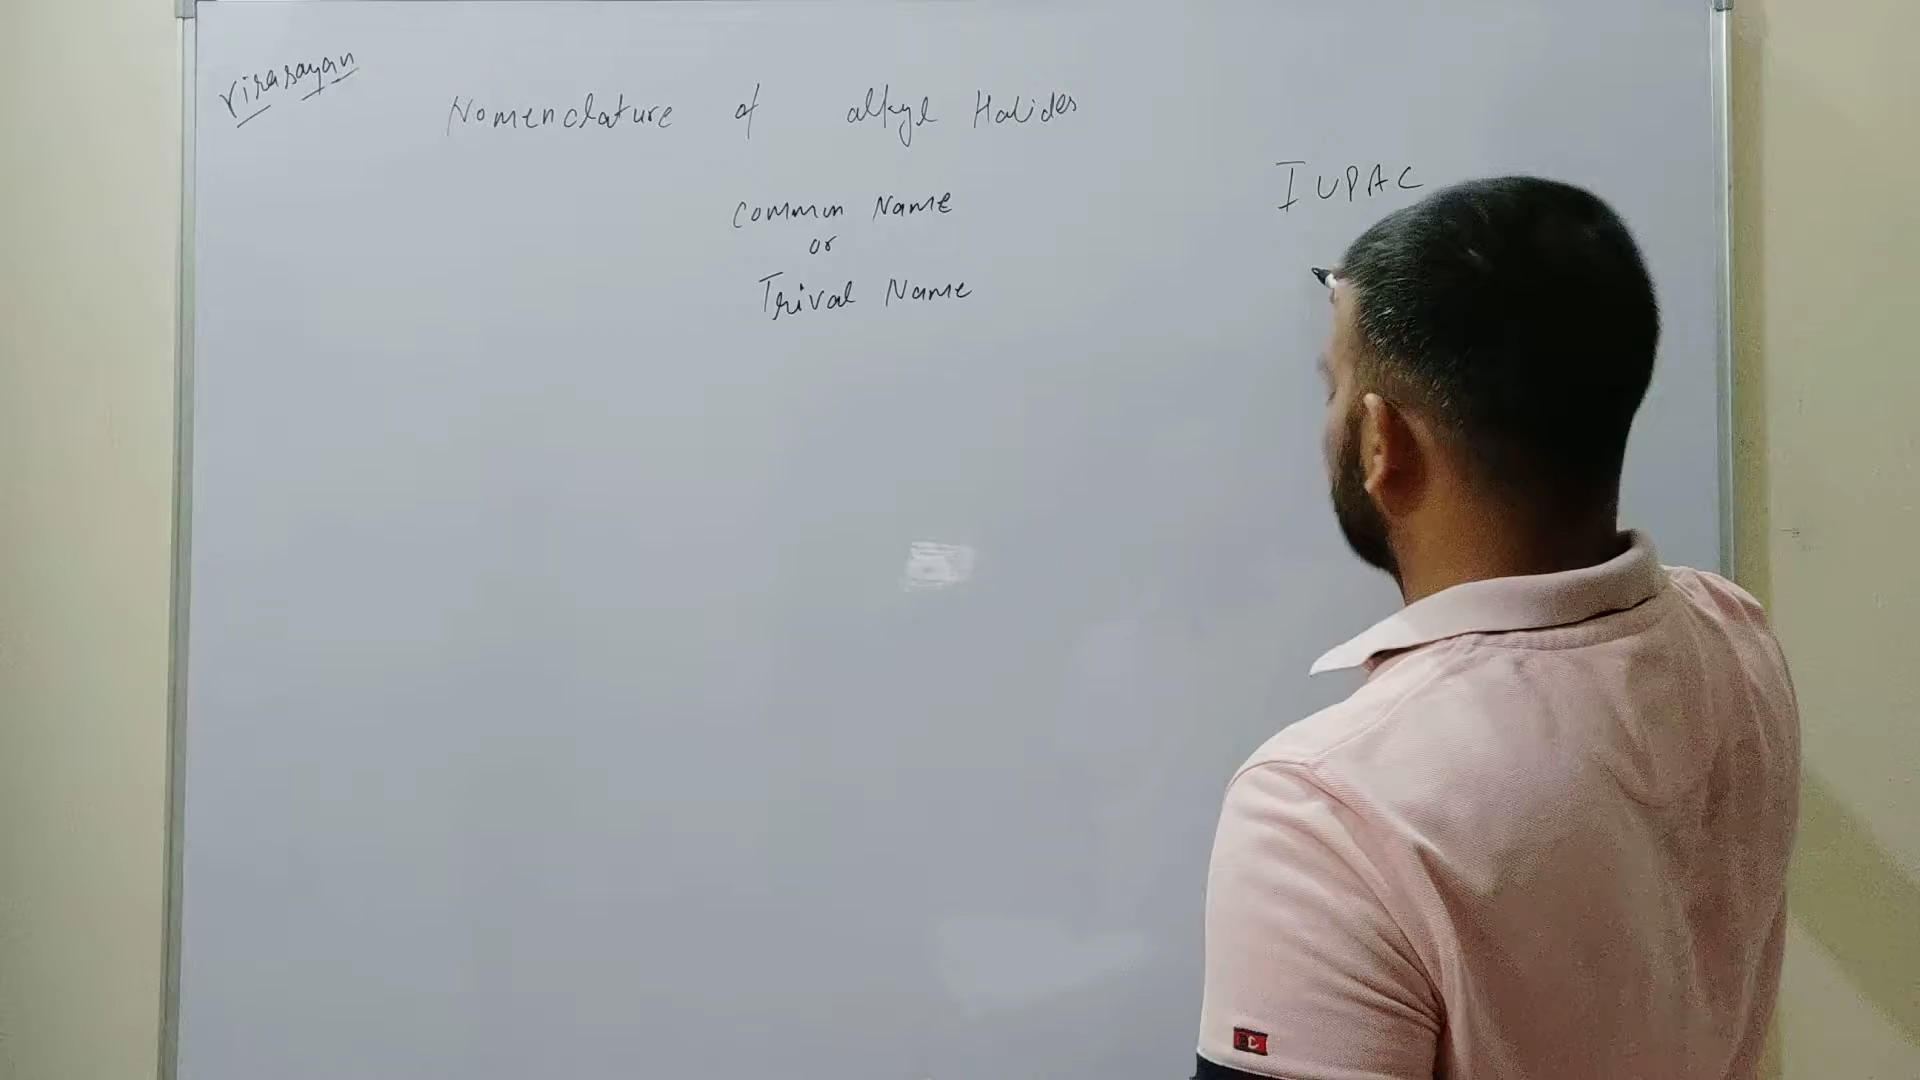 Virasayan
Nomenclature of alkyl Halides
IUPAC
Common Name
or
Trival Name